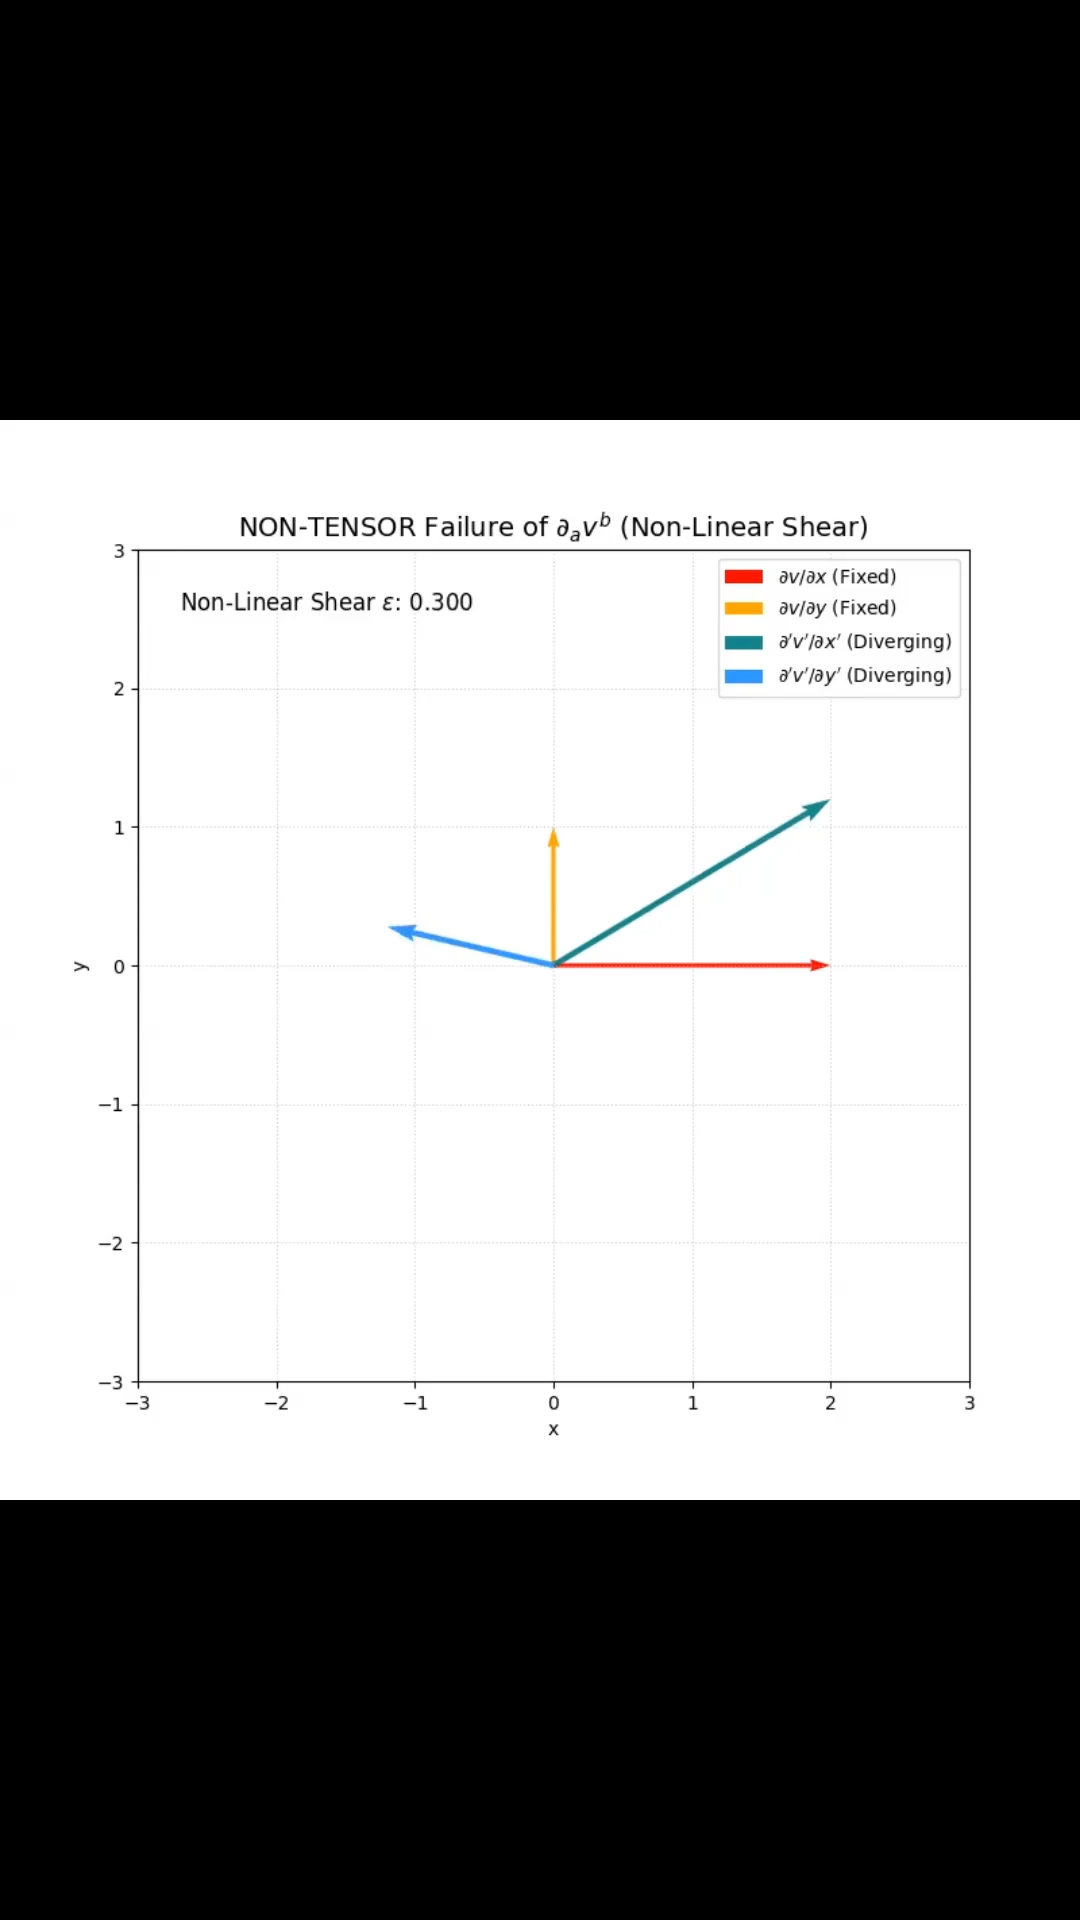 NON-TENSOR Failure of ∂ₐvᵇ (Non-Linear Shear)
Non-Linear Shear ε: 0.300
∂v/∂x (Fixed)
∂v/∂y (Fixed)
∂′v′/∂x′ (Diverging)
∂′v′/∂y′ (Diverging)
3
2
1
0
−1
−2
−3
y
−3 −2 −1 0 1 2 3
x